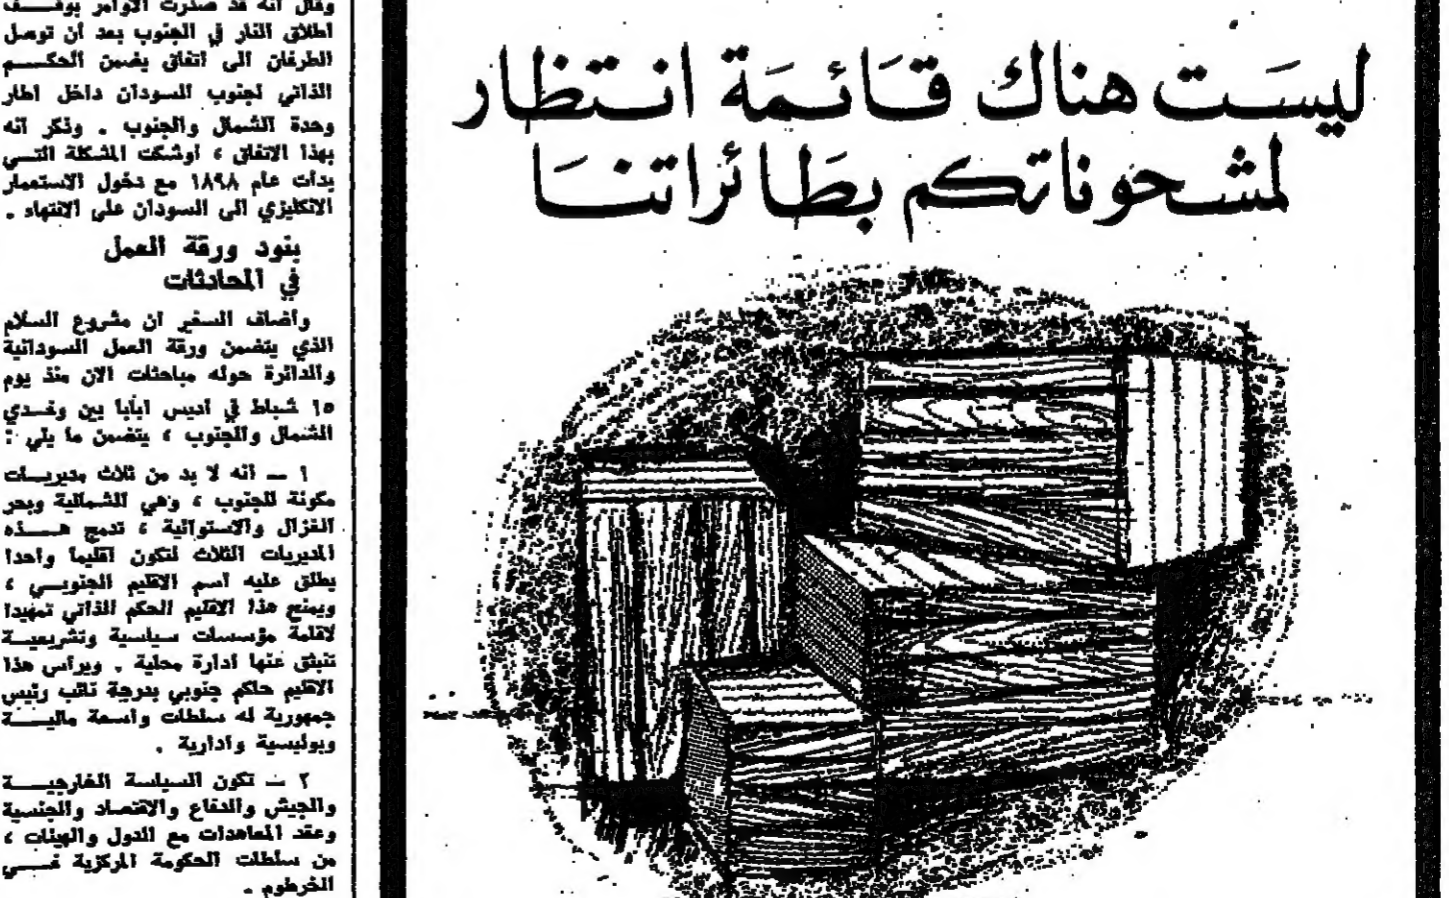 ليست هناك قائمة انتظار
لمشحوناتكم بطائراتنا
وقال انه قد صدرت الاوامر بوقف
اطلاق النار في الجنوب بعد ان توصل
الطرفان الى اتفاق يضمن الحكم
الذاتي لجنوب السودان داخل اطار
وحدة الشمال والجنوب . وذكر انه
بهذا الاتفاق ، اوشكت المشكلة التي
بدأت عام ١٨٩٨ مع دخول الاستعمار
الانكليزي الى السودان على الانتهاء .
بنود ورقة العمل
في المحادثات
وأضاف السفير ان مشروع السلام
الذي يتضمن ورقة العمل السودانية
والدائرة حوله مباحثات الان منذ يوم
١٥ شباط في اديس ابابا بين وفدي
الشمال والجنوب ، يتضمن ما يلي :
١ — انه لا بد من ثلاث مديريات
مكونة للجنوب ، وهي الشمالية وبحر
الغزال والاستوائية ، تدمج هذه
المديريات الثلاث لتكون اقليما واحدا
يطلق عليه اسم الاقليم الجنوبي ،
ويمنح هذا الاقليم الحكم الذاتي تمهيدا
لاقامة مؤسسات سياسية وتشريعية
تنبثق عنها ادارة محلية . ويراس هذا
الاقليم حاكم جنوبي بدرجة نائب رئيس
جمهورية له سلطات واسعة مالية
وبوليسية وادارية .
٢ — تكون السياسة الخارجية
والجيش والدفاع والاقتصاد والجنسية
وعقد المعاهدات مع الدول والهيئات ،
من سلطات الحكومة المركزية في
الخرطوم .